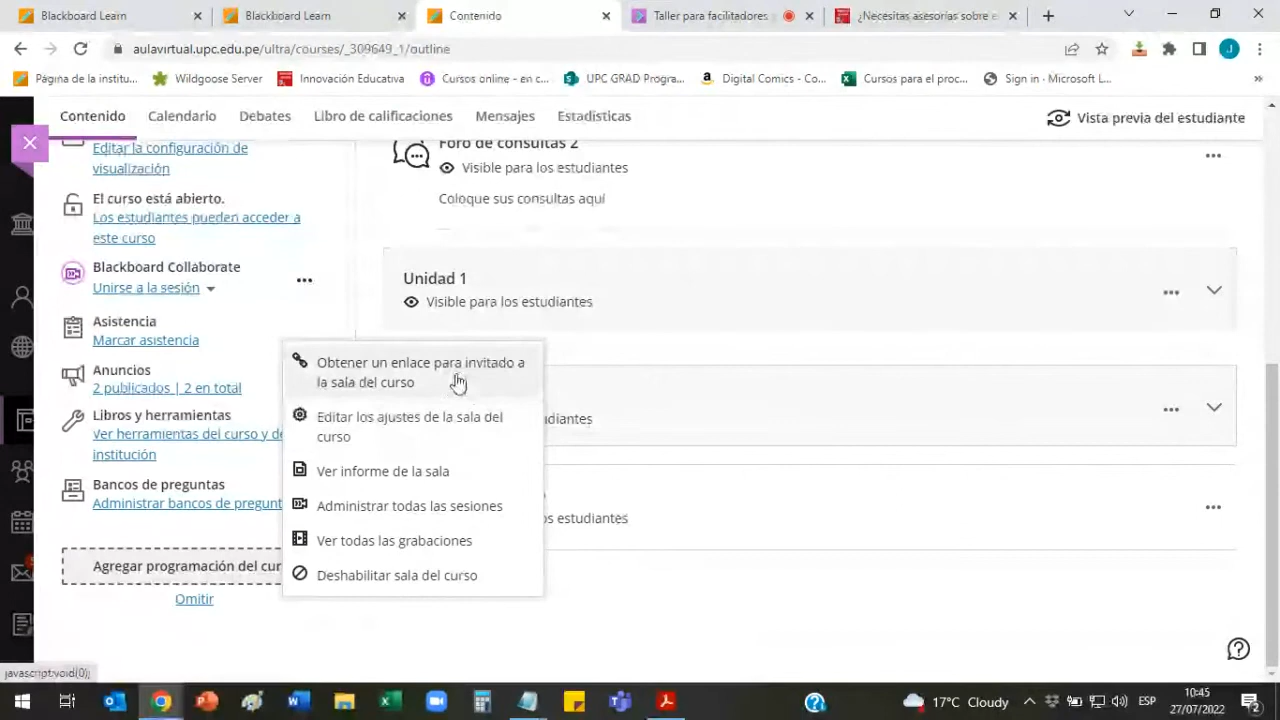 Blackboard Learn
Blackboard Learn
Contenido
Taller para facilitadores
¿Necesitas asesorías sobre e
aulavirtual.upc.edu.pe/ultra/courses/_309649_1/outline
J
Página de la institu...
Wildgoose Server
Innovación Educativa
Cursos online - en c...
UPC GRAD Progra...
Digital Comics - Co...
Cursos para el proc...
Sign in - Microsoft L...
Contenido
Calendario
Debates
Libro de calificaciones
Mensajes
Estadísticas
Vista previa del estudiante
Editar la configuración de
visualización
El curso está abierto.
Los estudiantes pueden acceder a
este curso
Blackboard Collaborate
Unirse a la sesión
Asistencia
Marcar asistencia
Anuncios
2 publicados | 2 en total
Libros y herramientas
Ver herramientas del curso y de
institución
Bancos de preguntas
Administrar bancos de pregunt
Agregar programación del cur
Omitir
Foro de consultas 2
Visible para los estudiantes
Coloque sus consultas aquí
Unidad 1
Visible para los estudiantes
udiantes
os estudiantes
Obtener un enlace para invitado a
la sala del curso
Editar los ajustes de la sala del
curso
Ver informe de la sala
Administrar todas las sesiones
Ver todas las grabaciones
Deshabilitar sala del curso
javascript:void(0);
17°C Cloudy
ESP
10:45
27/07/2022
2